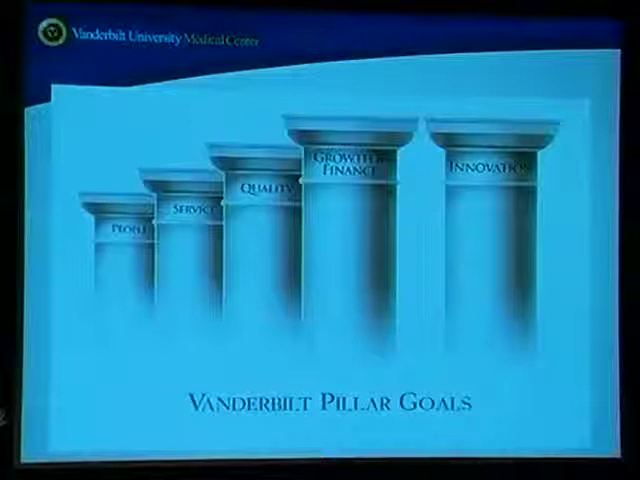 Vanderbilt University Medical Center
PEOPLE
SERVICE
QUALITY
GROWTH &
FINANCE
INNOVATION
VANDERBILT PILLAR GOALS